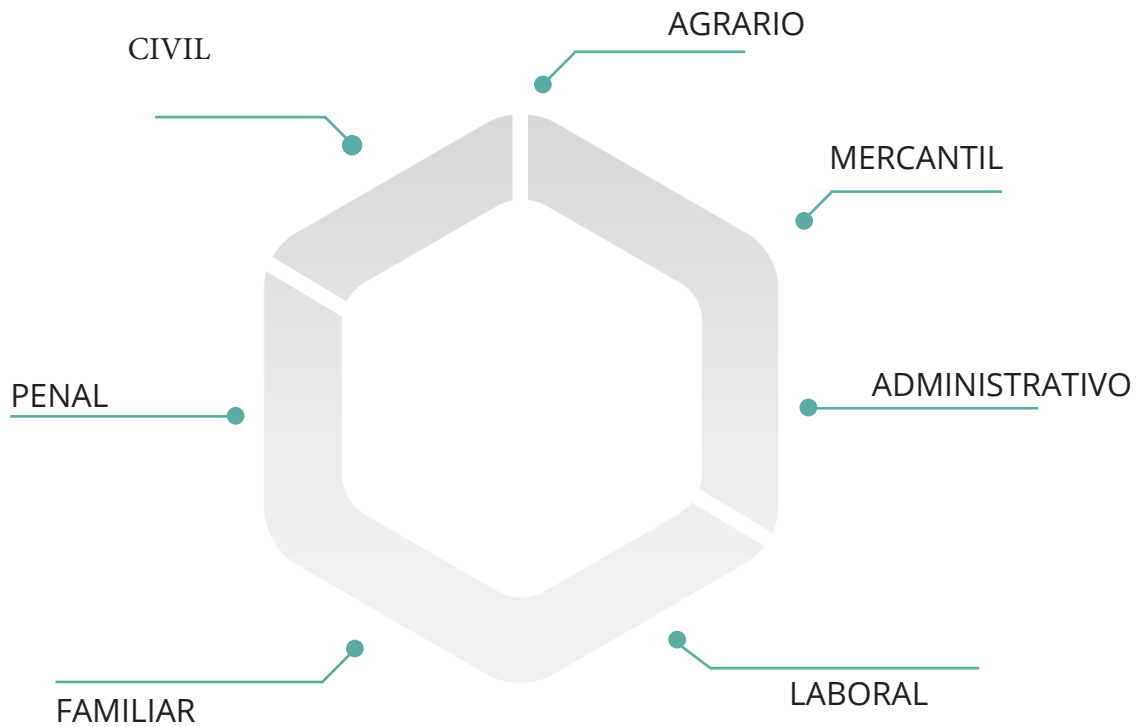 AGRARIO
CIVIL
MERCANTIL
ADMINISTRATIVO
PENAL
LABORAL
FAMILIAR